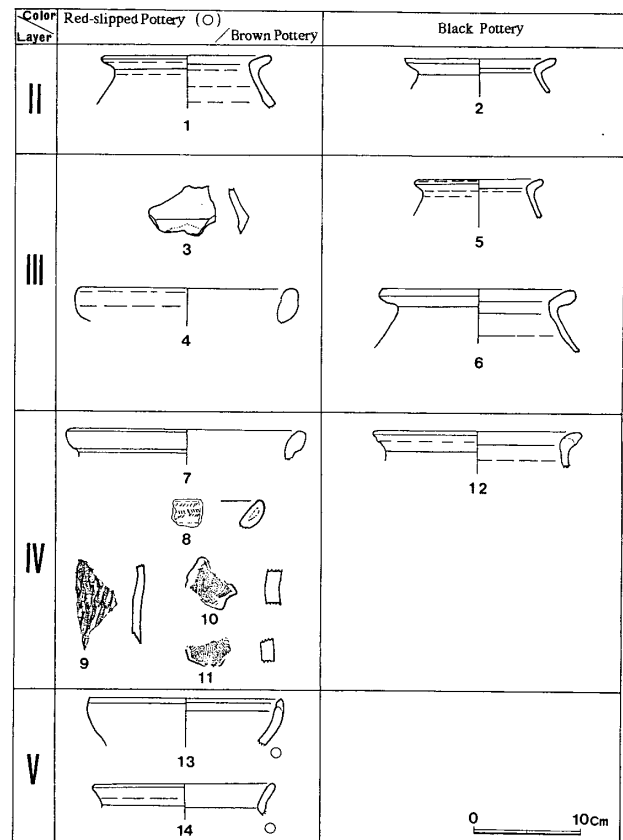 Color
Layer
Red-slipped Pottery (○)
/Brown Pottery
Black Pottery
II
1
2
III
3
4
5
6
IV
7
8
9
10
11
12
V
13
○
14
○
0 10cm